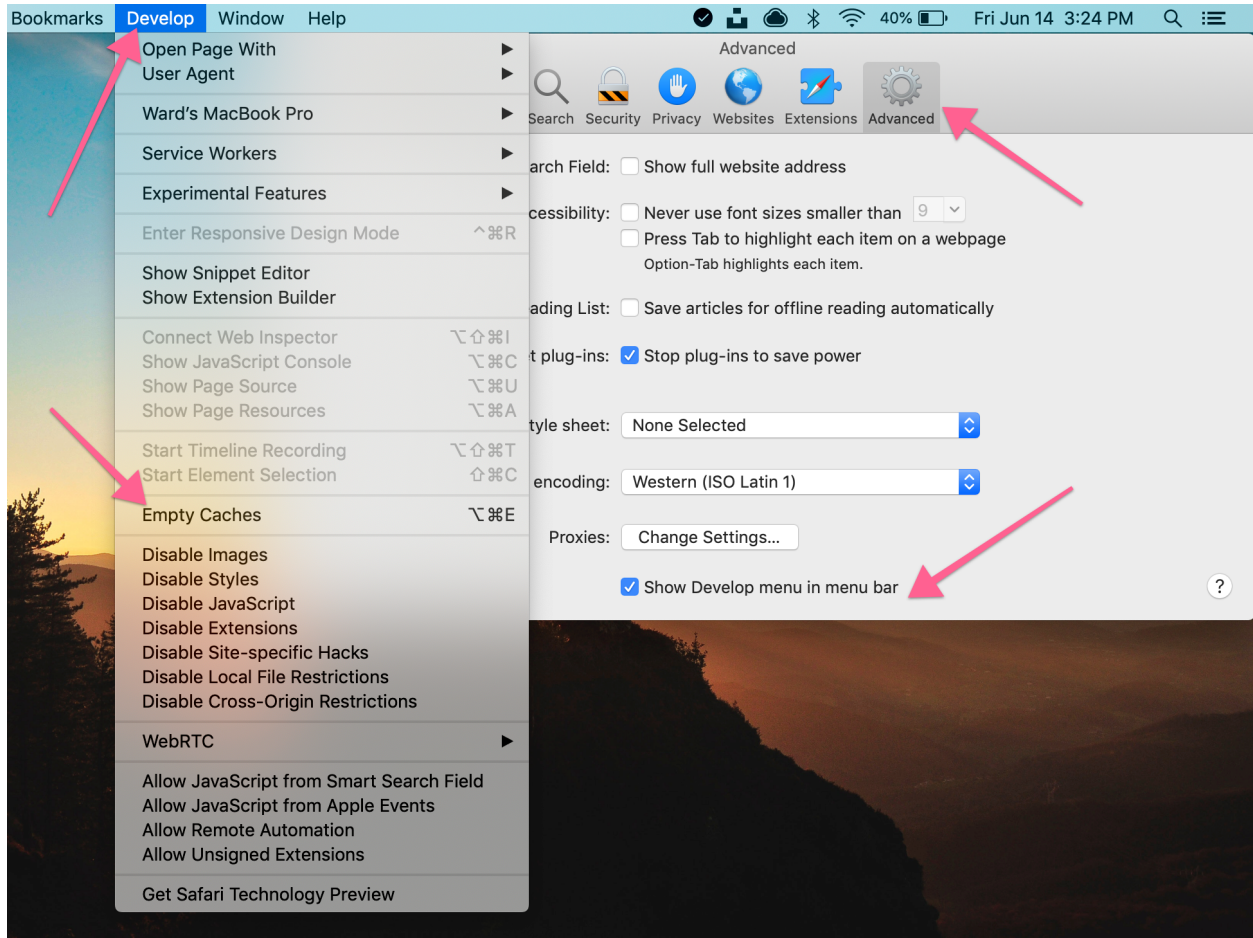 Bookmarks Develop Window Help 40% Fri Jun 14 3:24 PM
Open Page With
User Agent
Ward's MacBook Pro
Service Workers
Experimental Features
Enter Responsive Design Mode ^⌘R
Show Snippet Editor
Show Extension Builder
Connect Web Inspector ⌥⇧⌘I
Show JavaScript Console ⌥⌘C
Show Page Source ⌥⌘U
Show Page Resources ⌥⌘A
Start Timeline Recording ⌥⇧⌘T
Start Element Selection ⇧⌘C
Empty Caches ⌥⌘E
Disable Images
Disable Styles
Disable JavaScript
Disable Extensions
Disable Site-specific Hacks
Disable Local File Restrictions
Disable Cross-Origin Restrictions
WebRTC
Allow JavaScript from Smart Search Field
Allow JavaScript from Apple Events
Allow Remote Automation
Allow Unsigned Extensions
Get Safari Technology Preview
Advanced
Search Security Privacy Websites Extensions Advanced
arch Field: Show full website address
cessibility: Never use font sizes smaller than 9
Press Tab to highlight each item on a webpage
Option-Tab highlights each item.
ading List: Save articles for offline reading automatically
t plug-ins: Stop plug-ins to save power
tyle sheet: None Selected
encoding: Western (ISO Latin 1)
Proxies: Change Settings...
Show Develop menu in menu bar ?